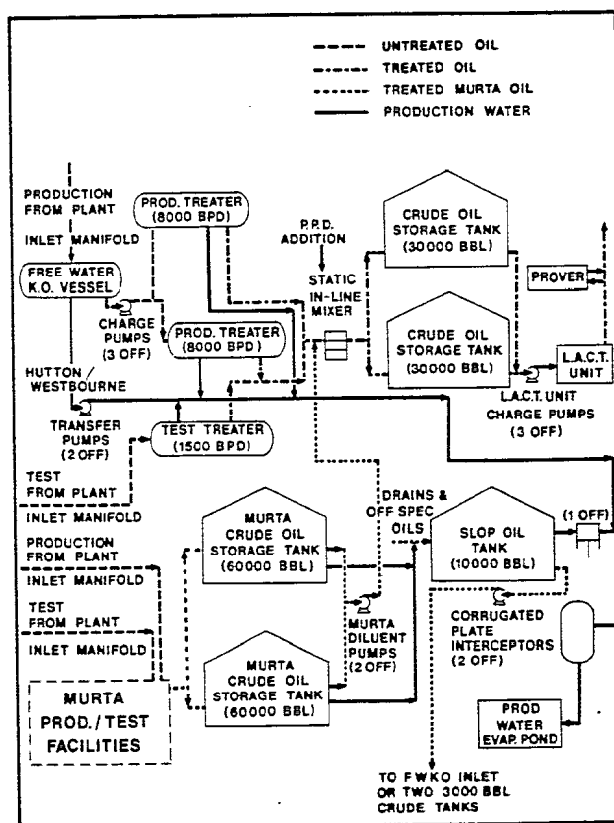 UNTREATED OIL
TREATED OIL
TREATED MURTA OIL
PRODUCTION WATER
PRODUCTION
FROM PLANT
INLET MANIFOLD
FREE WATER
K.O. VESSEL
PROD. TREATER
(8000 BPD)
CHARGE
PUMPS
(3 OFF)
PROD. TREATER
(8000 BPD)
P.P.D.
ADDITION
STATIC
IN-LINE
MIXER
CRUDE OIL
STORAGE TANK
(30000 BBL)
CRUDE OIL
STORAGE TANK
(30000 BBL)
PROVER
L.A.C.T.
UNIT
L.A.C.T. UNIT
CHARGE PUMPS
(3 OFF)
HUTTON
WESTBOURNE
TRANSFER
PUMPS
(2 OFF)
TEST TREATER
(1500 BPD)
TEST
FROM PLANT
INLET MANIFOLD
PRODUCTION
FROM PLANT
INLET MANIFOLD
TEST
FROM PLANT
INLET MANIFOLD
MURTA
PROD./TEST
FACILITIES
MURTA
CRUDE OIL
STORAGE TANK
(60000 BBL)
MURTA
CRUDE OIL
STORAGE TANK
(60000 BBL)
MURTA
DILUENT
PUMPS
(2 OFF)
DRAINS &
OFF SPEC
OILS
SLOP OIL
TANK
(10000 BBL)
(1 OFF)
CORRUGATED
PLATE
INTERCEPTORS
(2 OFF)
PROD
WATER
EVAP. POND
TO FWKO INLET
OR TWO 3000 BBL
CRUDE TANKS